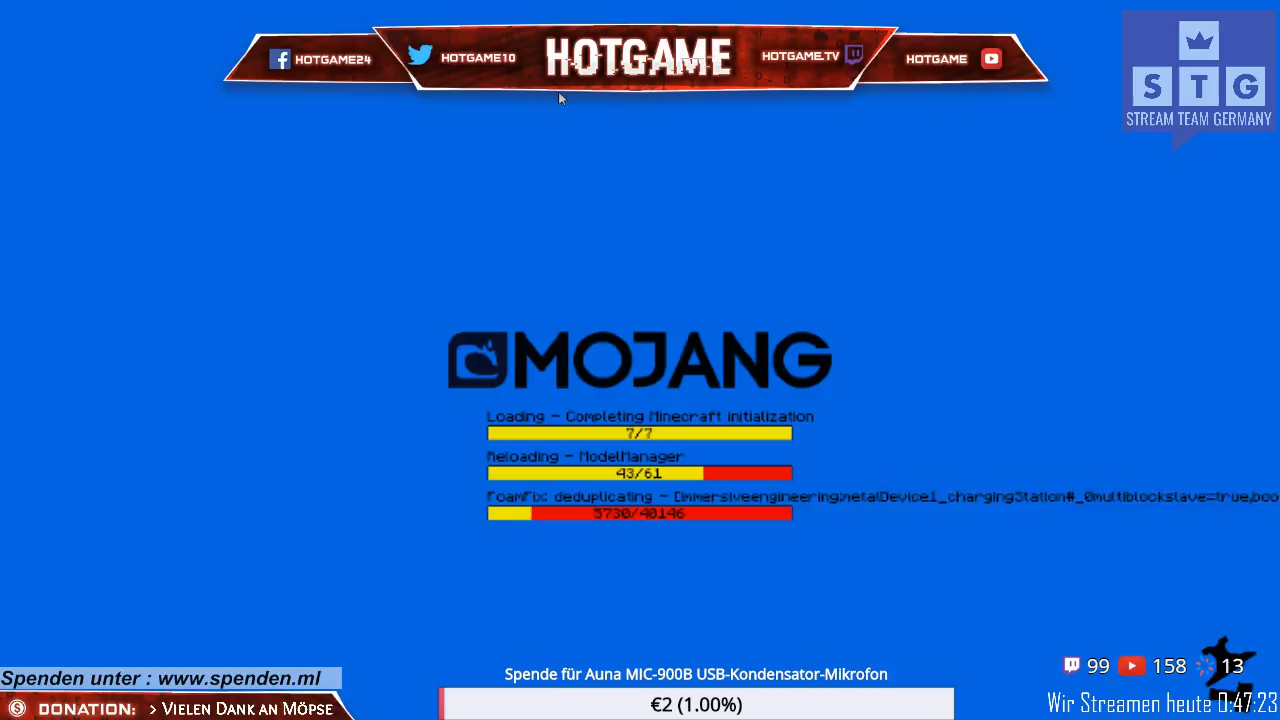 HOTGAME24
HOTGAME10
HOTGAME
HOTGAME.TV
HOTGAME
STG
STREAM TEAM GERMANY
MOJANG
Loading - Completing Minecraft initialization
7/7
Reloading - ModelManager
43/61
FoamFix: deduplicating - [immersiveengineering:metalDevice1_chargingStation#_0multiblockslave=true,boo
5730/40146
Spenden unter : www.spenden.ml
DONATION: > Vielen Dank an Möpse
Spende für Auna MIC-900B USB-Kondensator-Mikrofon
€2 (1.00%)
99 158 13
Wir Streamen heute 0:47:23